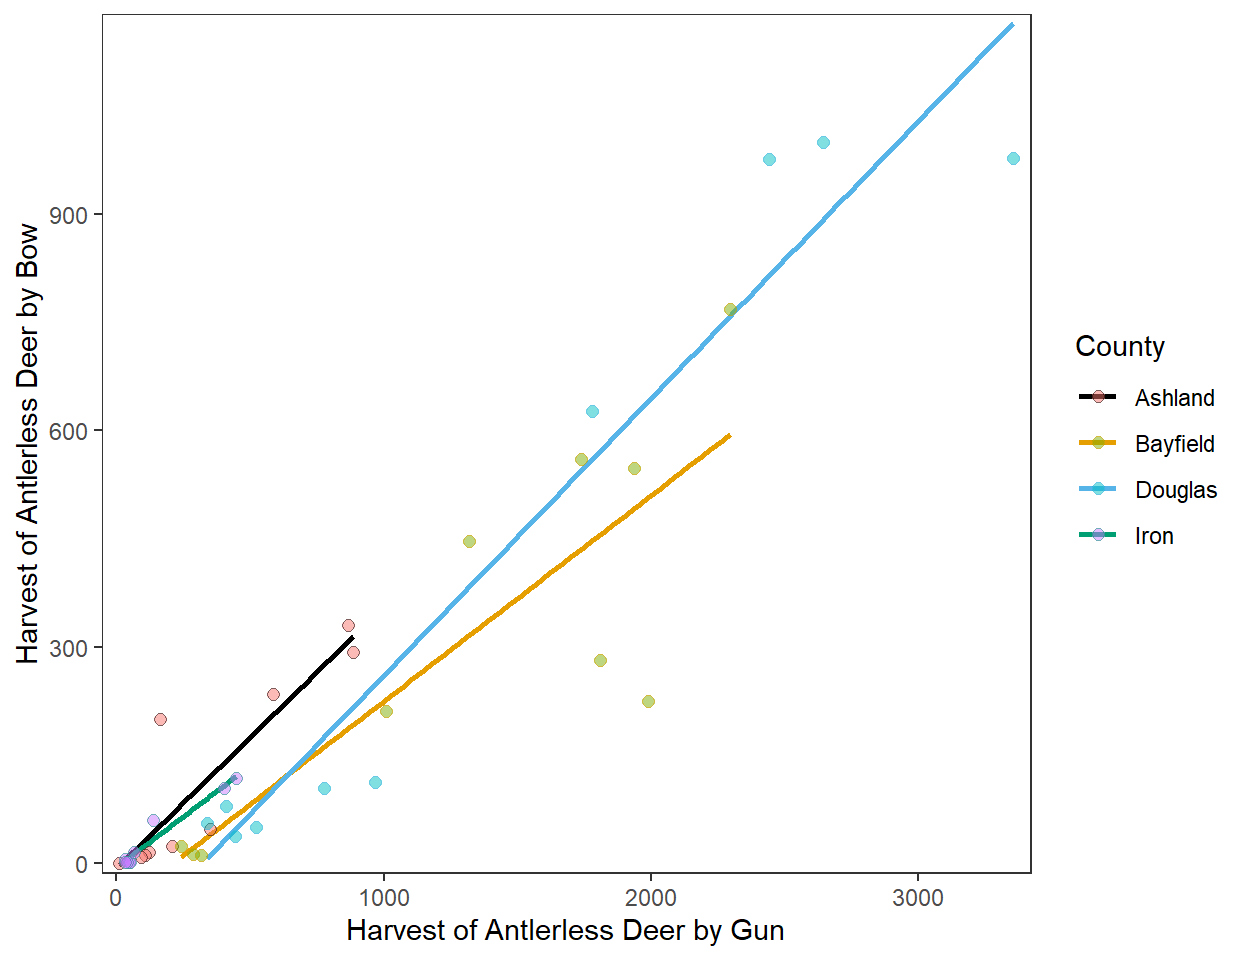 Harvest of Antlerless Deer by Bow
900
600
300
0
0 1000 2000 3000
Harvest of Antlerless Deer by Gun
County
Ashland
Bayfield
Douglas
Iron